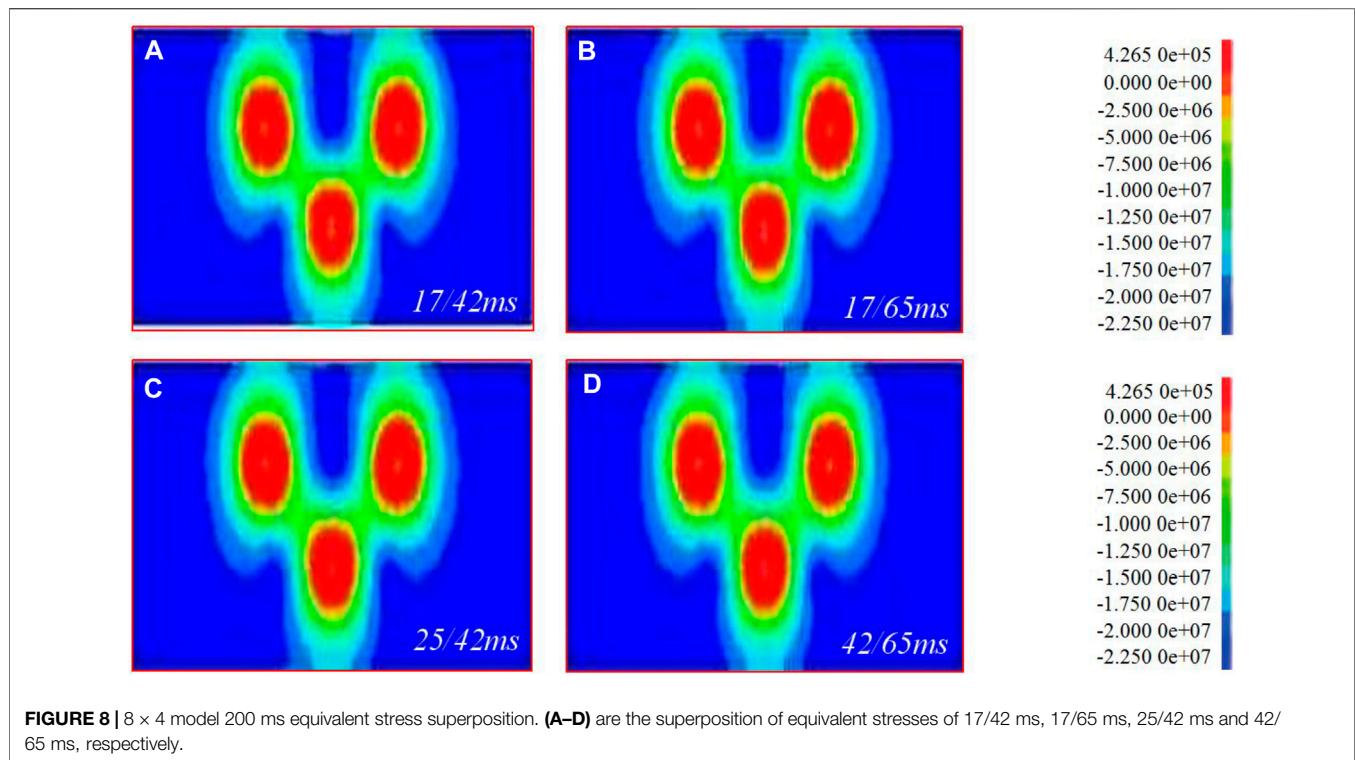 A
17/42ms
B
17/65ms
4.265 0e+05
0.000 0e+00
-2.500 0e+06
-5.000 0e+06
-7.500 0e+06
-1.000 0e+07
-1.250 0e+07
-1.500 0e+07
-1.750 0e+07
-2.000 0e+07
-2.250 0e+07
C
25/42ms
D
42/65ms
4.265 0e+05
0.000 0e+00
-2.500 0e+06
-5.000 0e+06
-7.500 0e+06
-1.000 0e+07
-1.250 0e+07
-1.500 0e+07
-1.750 0e+07
-2.000 0e+07
-2.250 0e+07
FIGURE 8 | 8 × 4 model 200 ms equivalent stress superposition. (A–D) are the superposition of equivalent stresses of 17/42 ms, 17/65 ms, 25/42 ms and 42/
65 ms, respectively.